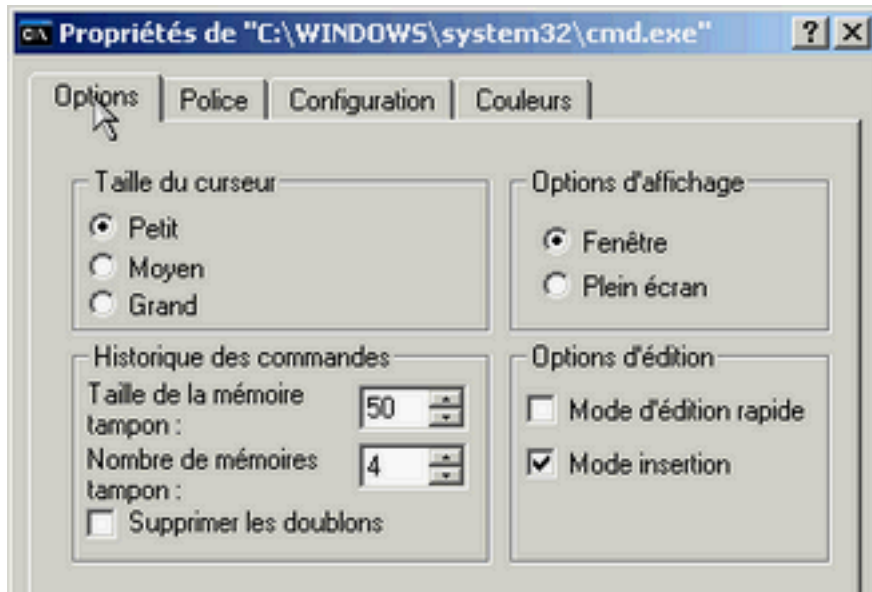 Propriétés de "C:\WINDOWS\system32\cmd.exe"
Options Police Configuration Couleurs
Taille du curseur
Petit
Moyen
Grand
Options d'affichage
Fenêtre
Plein écran
Historique des commandes
Taille de la mémoire
tampon :
50
Nombre de mémoires
tampon :
4
Supprimer les doublons
Options d'édition
Mode d'édition rapide
Mode insertion